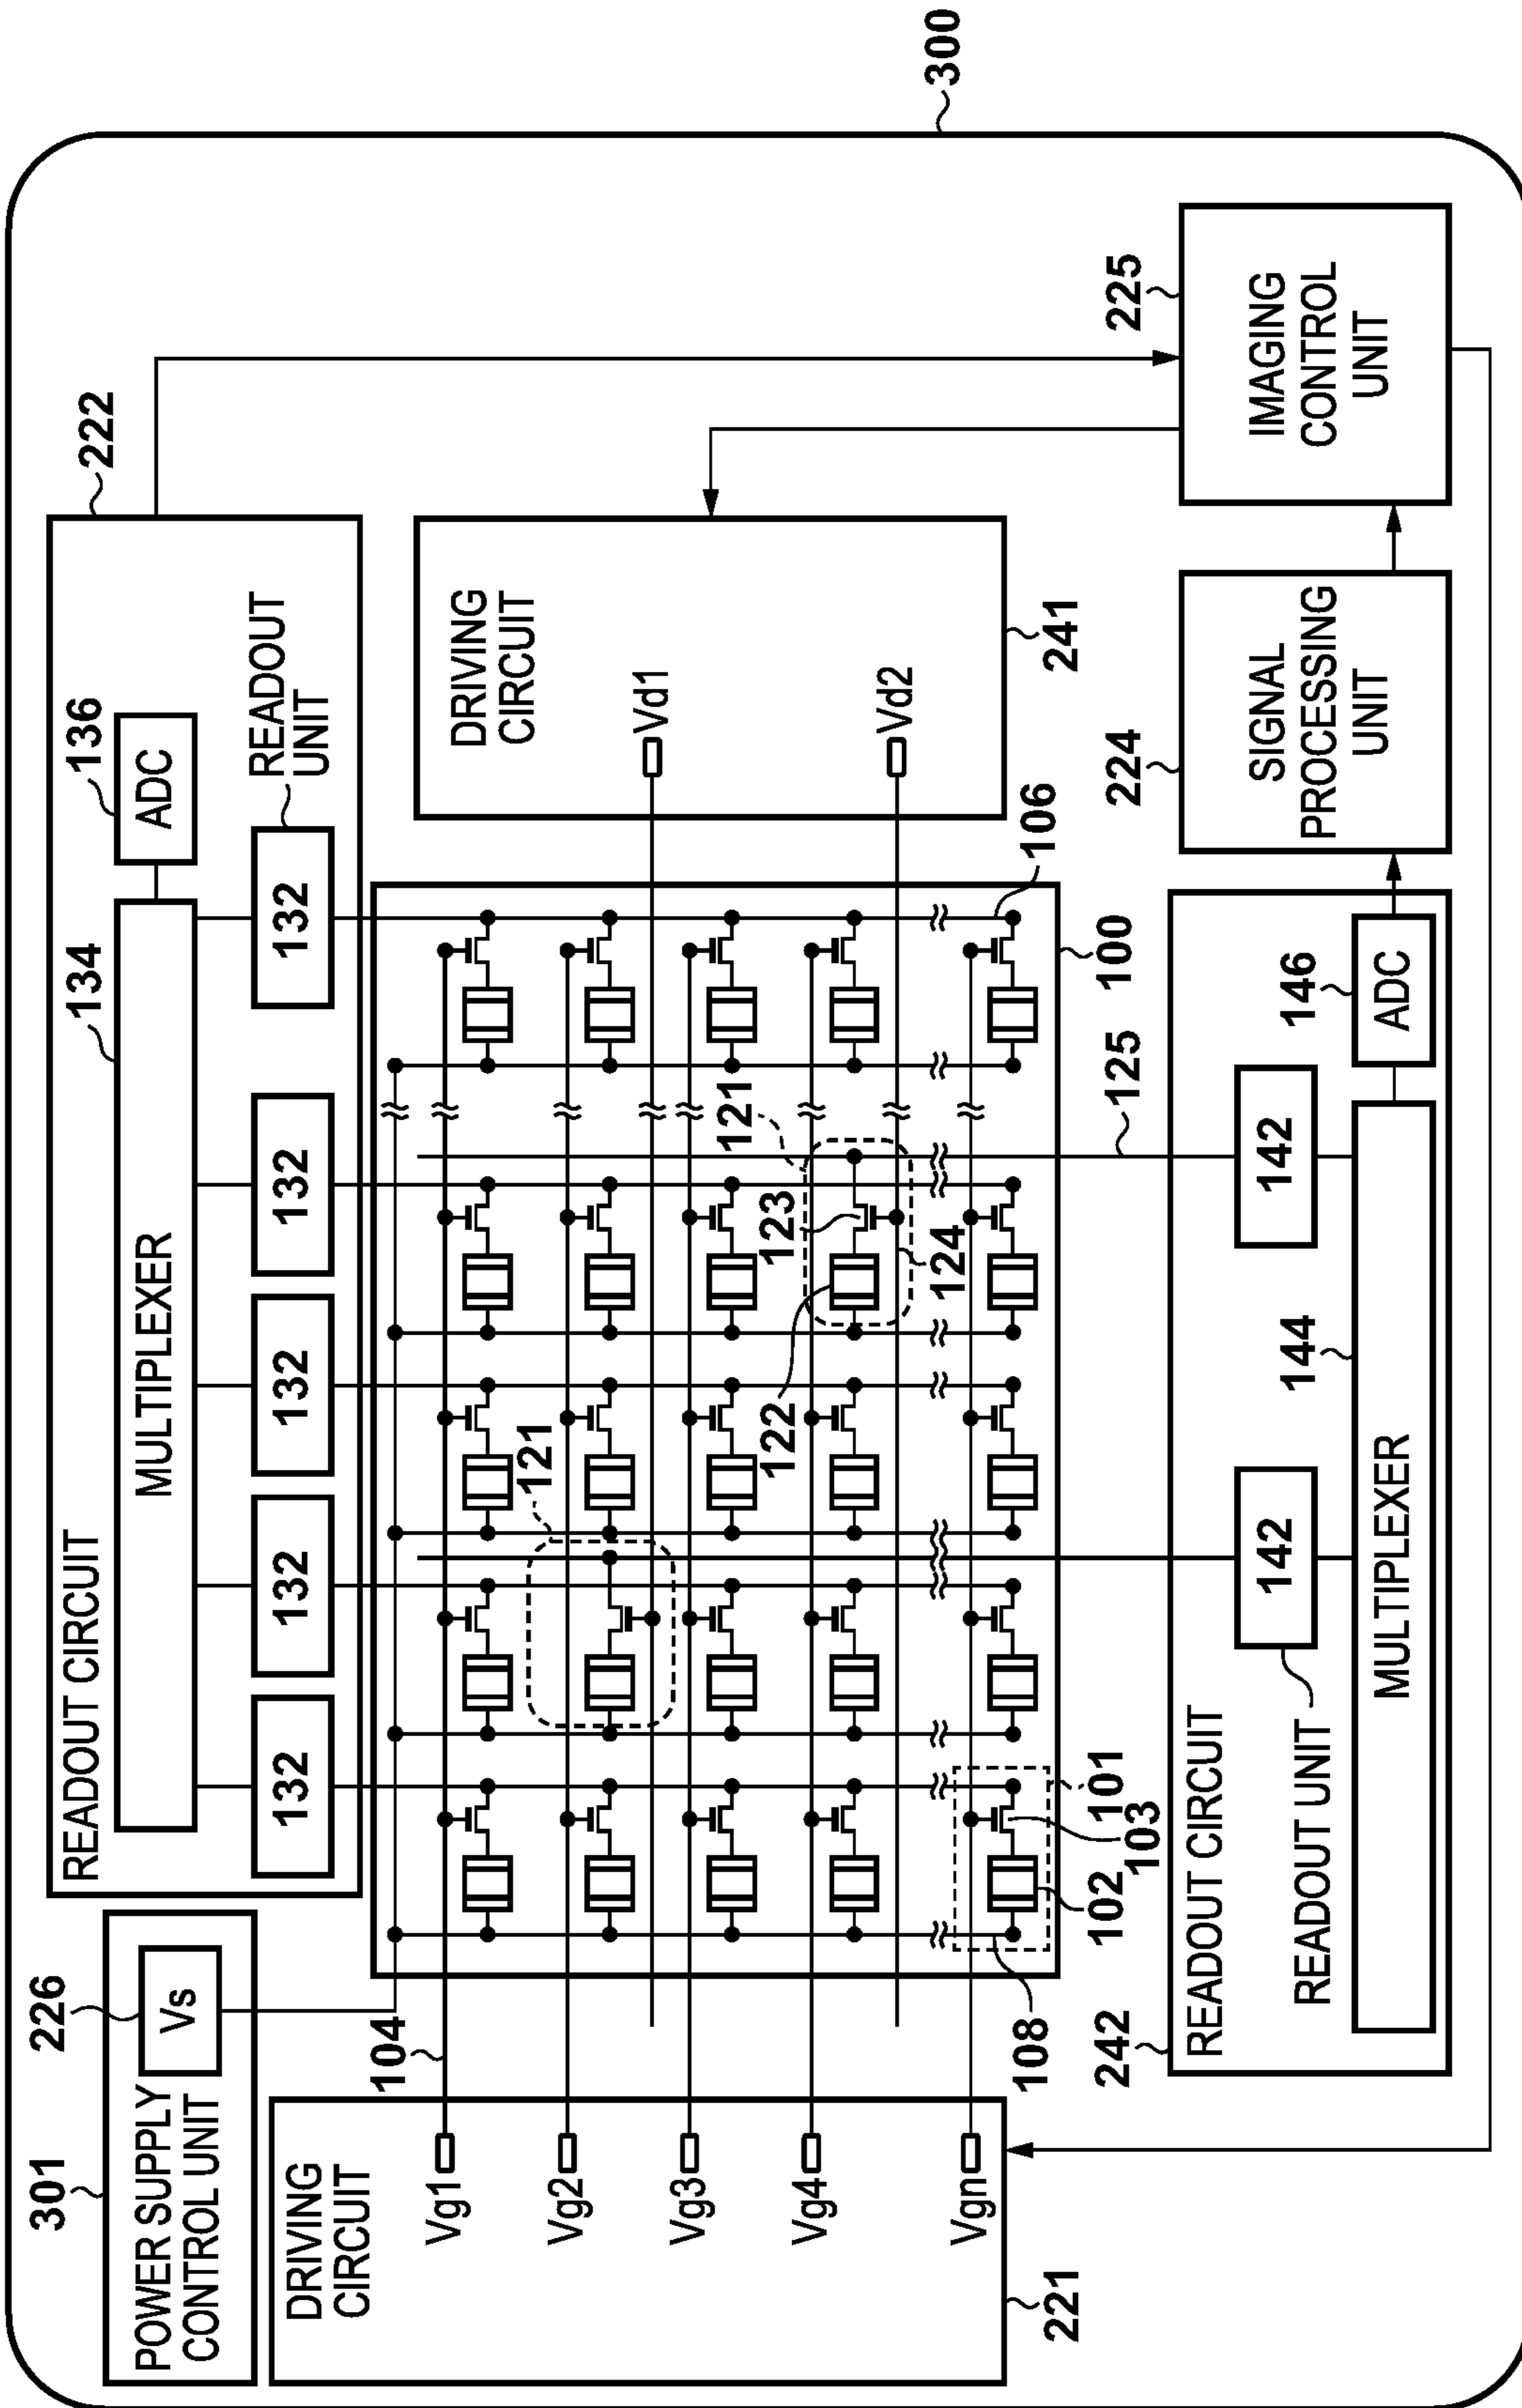 300
301
POWER SUPPLY
CONTROL UNIT
226
Vs
READOUT CIRCUIT
222
134
MULTIPLEXER
136
ADC
132
132
132
132
132
READOUT
UNIT
DRIVING
CIRCUIT
221
Vg1
Vg2
Vg3
Vg4
Vgn
104
108
102
103
101
121
121
122
123
124
125
106
100
DRIVING
CIRCUIT
Vd1
Vd2
241
242
READOUT CIRCUIT
READOUT UNIT
142
142
144
MULTIPLEXER
146
ADC
224
SIGNAL
PROCESSING
UNIT
225
IMAGING
CONTROL
UNIT